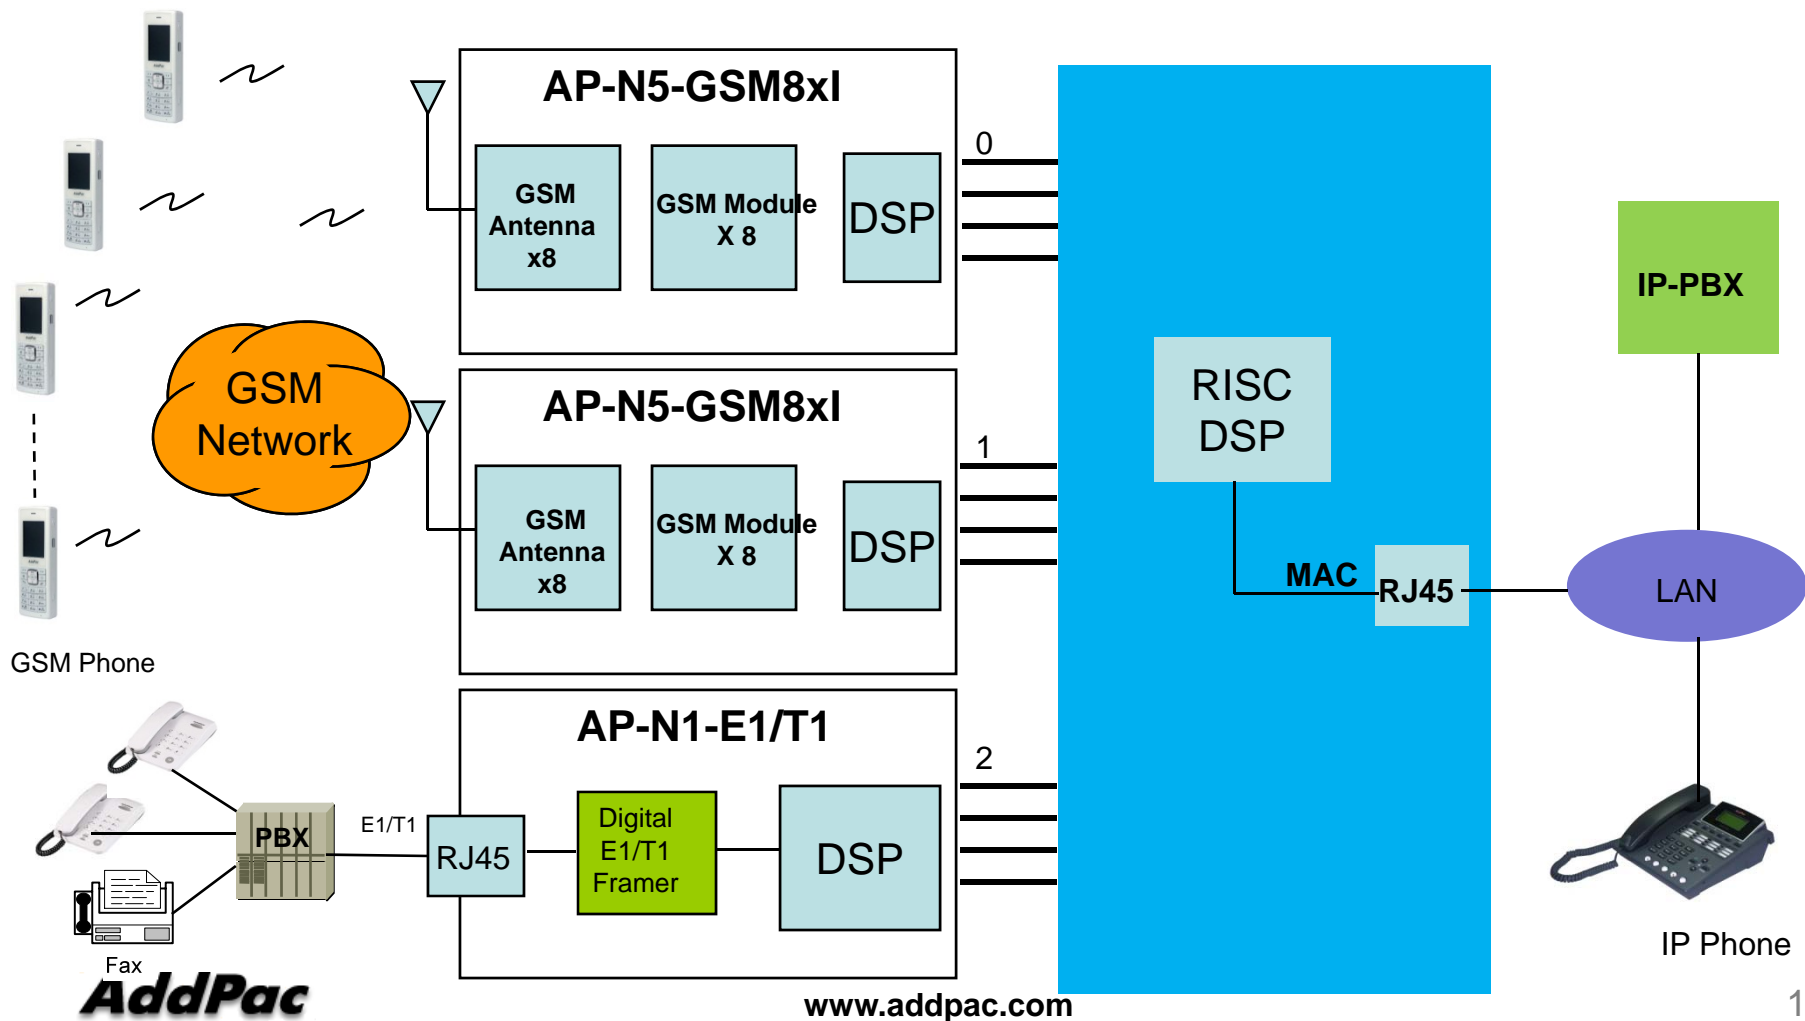 AP-N5-GSM8xI
GSM
Antenna
x8
GSM Module
X 8
DSP
0
GSM
Network
AP-N5-GSM8xI
GSM
Antenna
x8
GSM Module
X 8
DSP
1
GSM Phone
AP-N1-E1/T1
PBX
E1/T1
RJ45
Digital
E1/T1
Framer
DSP
2
Fax
RISC
DSP
MAC
RJ45
IP-PBX
LAN
IP Phone
AddPac
www.addpac.com
1